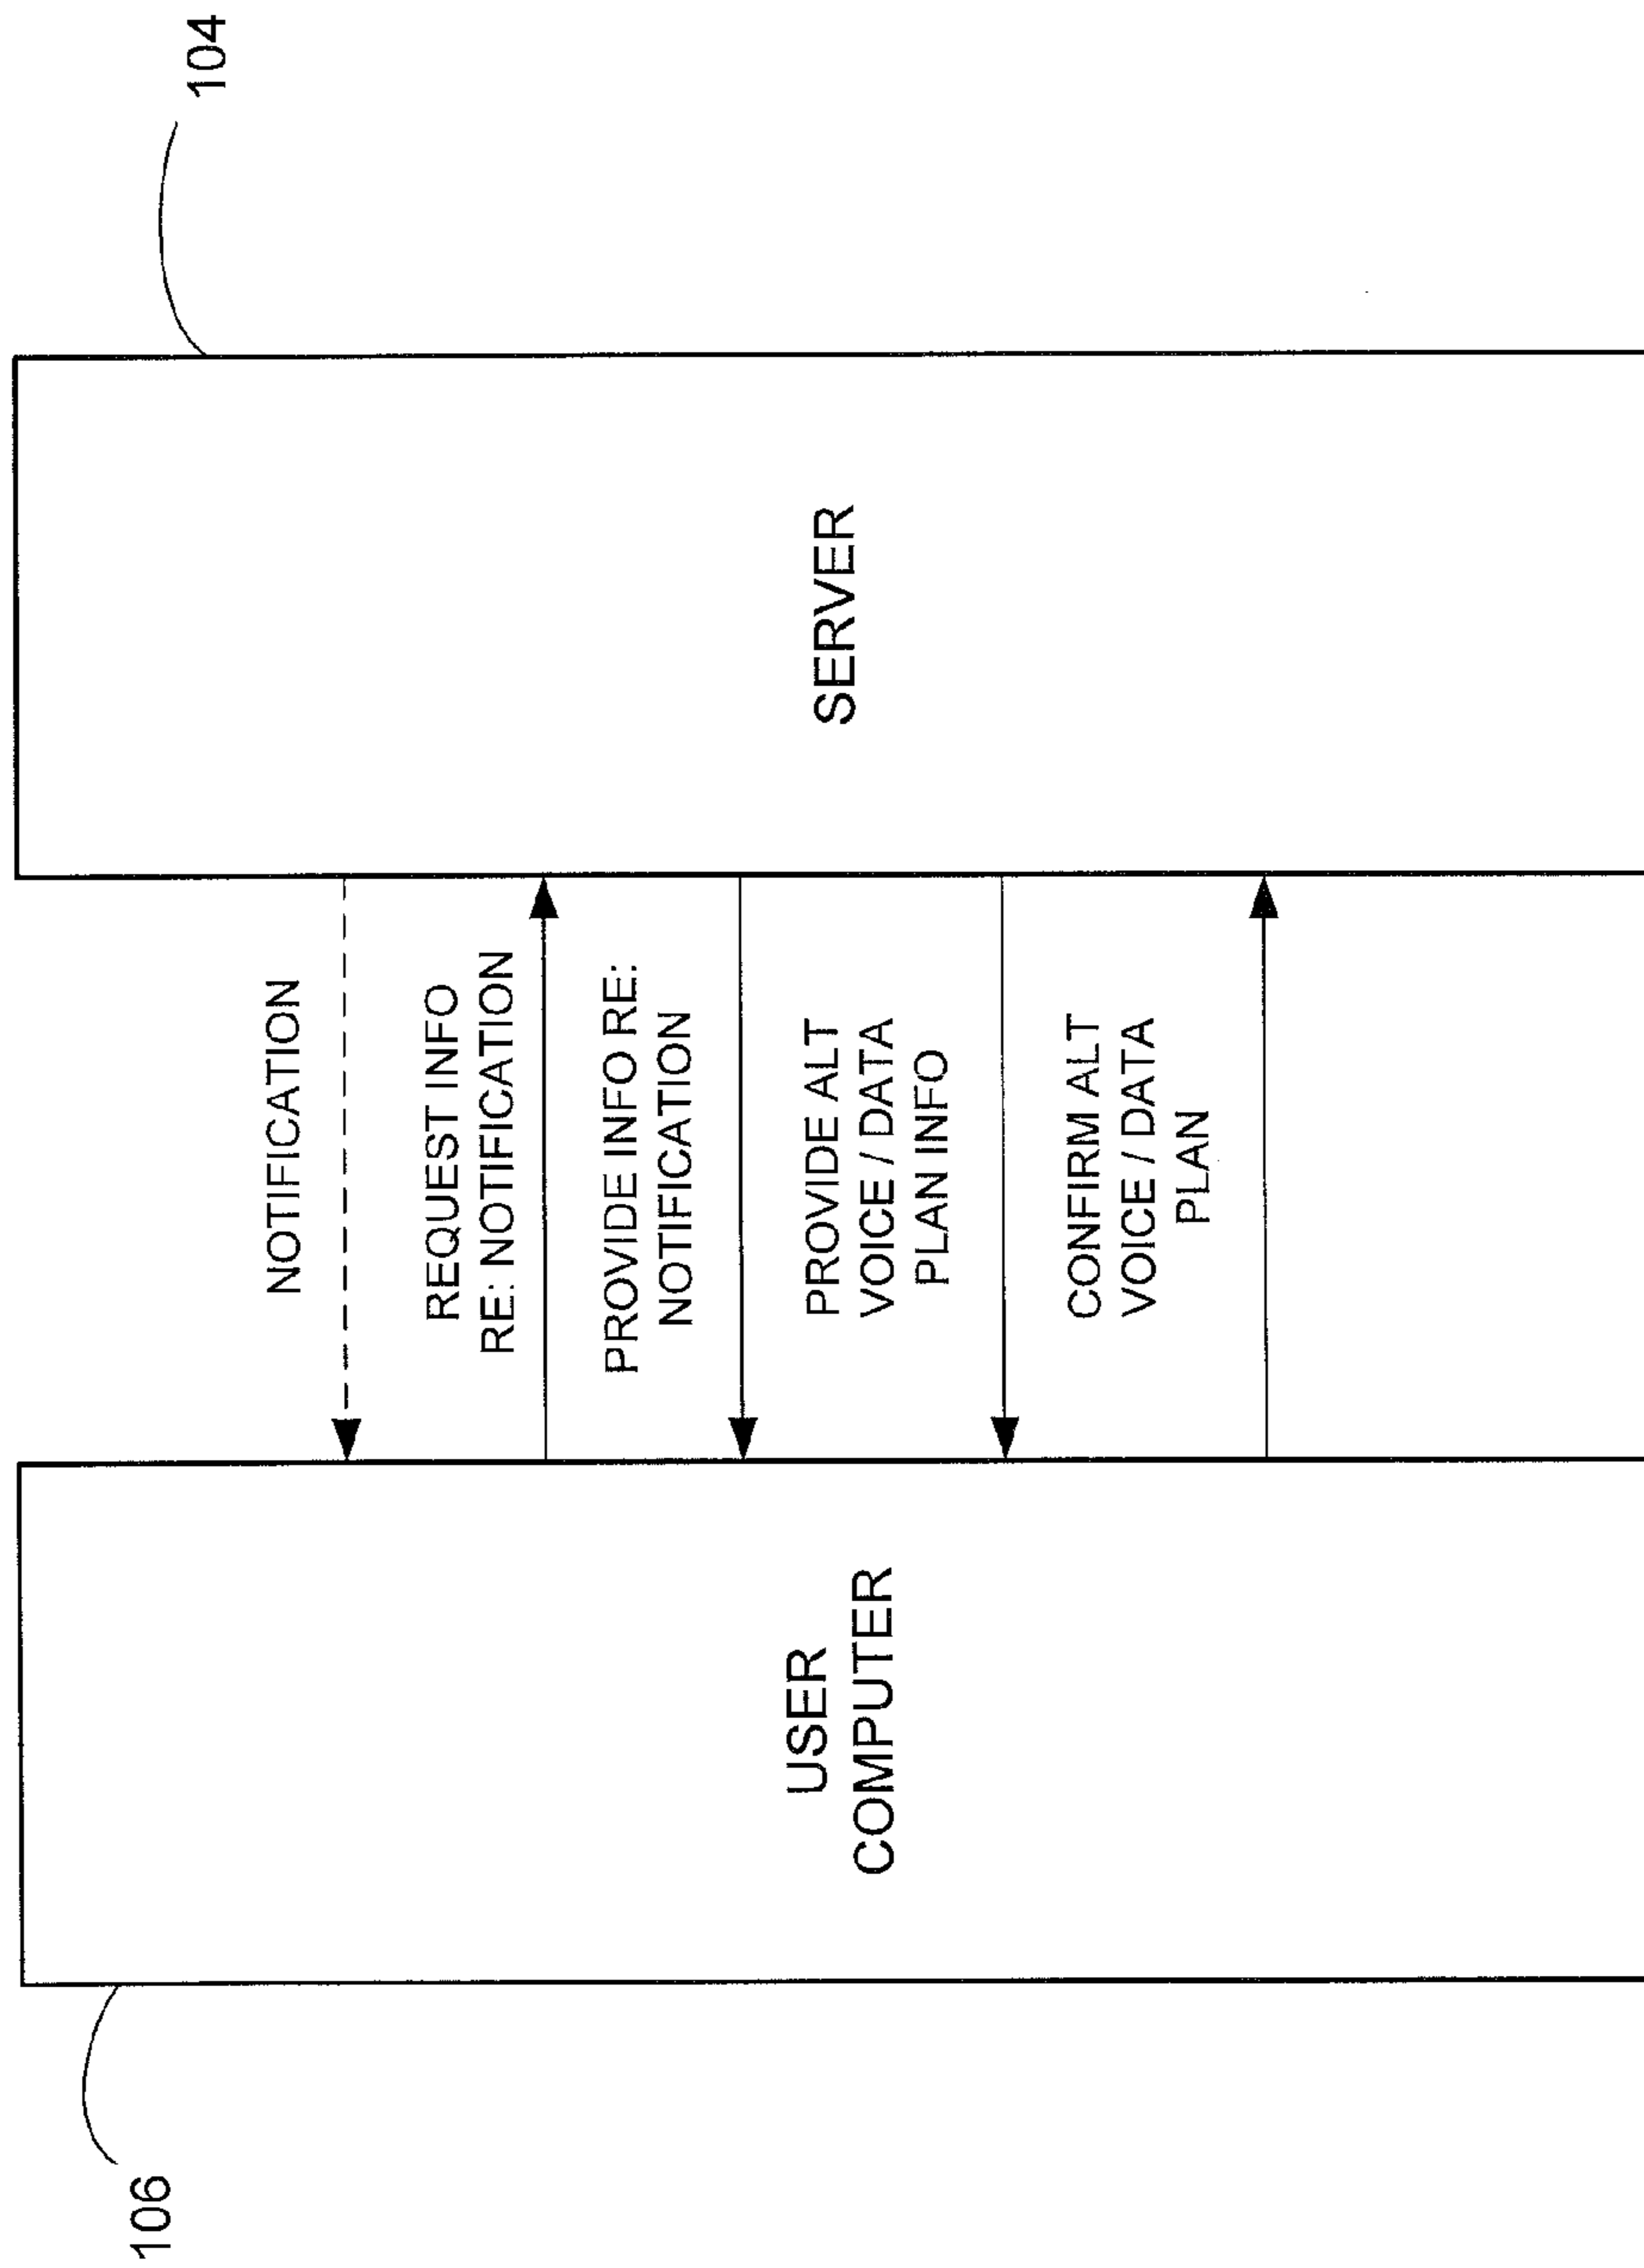 106
104
USER
COMPUTER
NOTIFICATION
REQUEST INFO
RE: NOTIFICATION
PROVIDE INFO RE:
NOTIFICATION
PROVIDE ALT
VOICE / DATA
PLAN INFO
CONFIRM ALT
VOICE / DATA
PLAN
SERVER